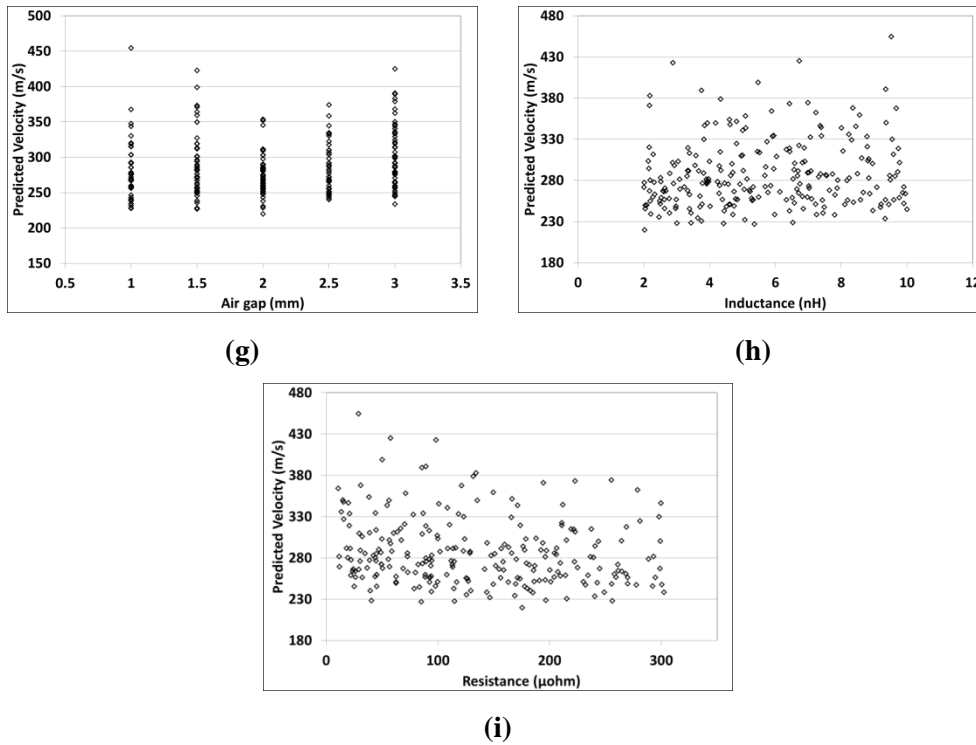 Predicted Velocity (m/s)
500
450
400
350
300
250
200
150
0.5 1 1.5 2 2.5 3 3.5
Air gap (mm)
(g)
Predicted Velocity (m/s)
480
430
380
330
280
230
180
0 2 4 6 8 10 12
Inductance (nH)
(h)
Predicted Velocity (m/s)
480
430
380
330
280
230
180
0 100 200 300
Resistance (µohm)
(i)